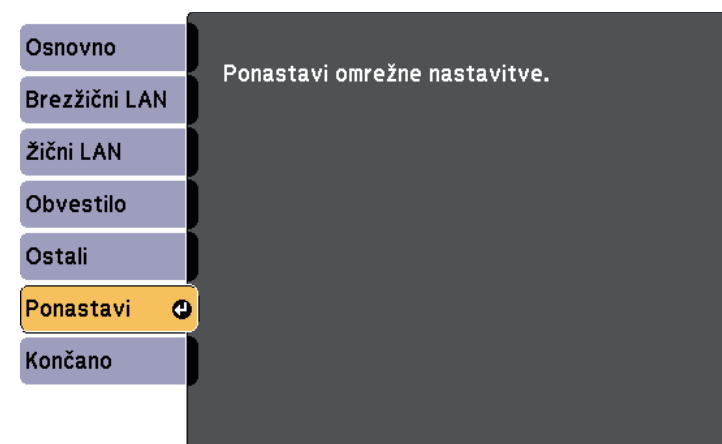 Osnovno
Brezžični LAN
Žični LAN
Obvestilo
Ostali
Ponastavi
Končano
Ponastavi omrežne nastavitve.